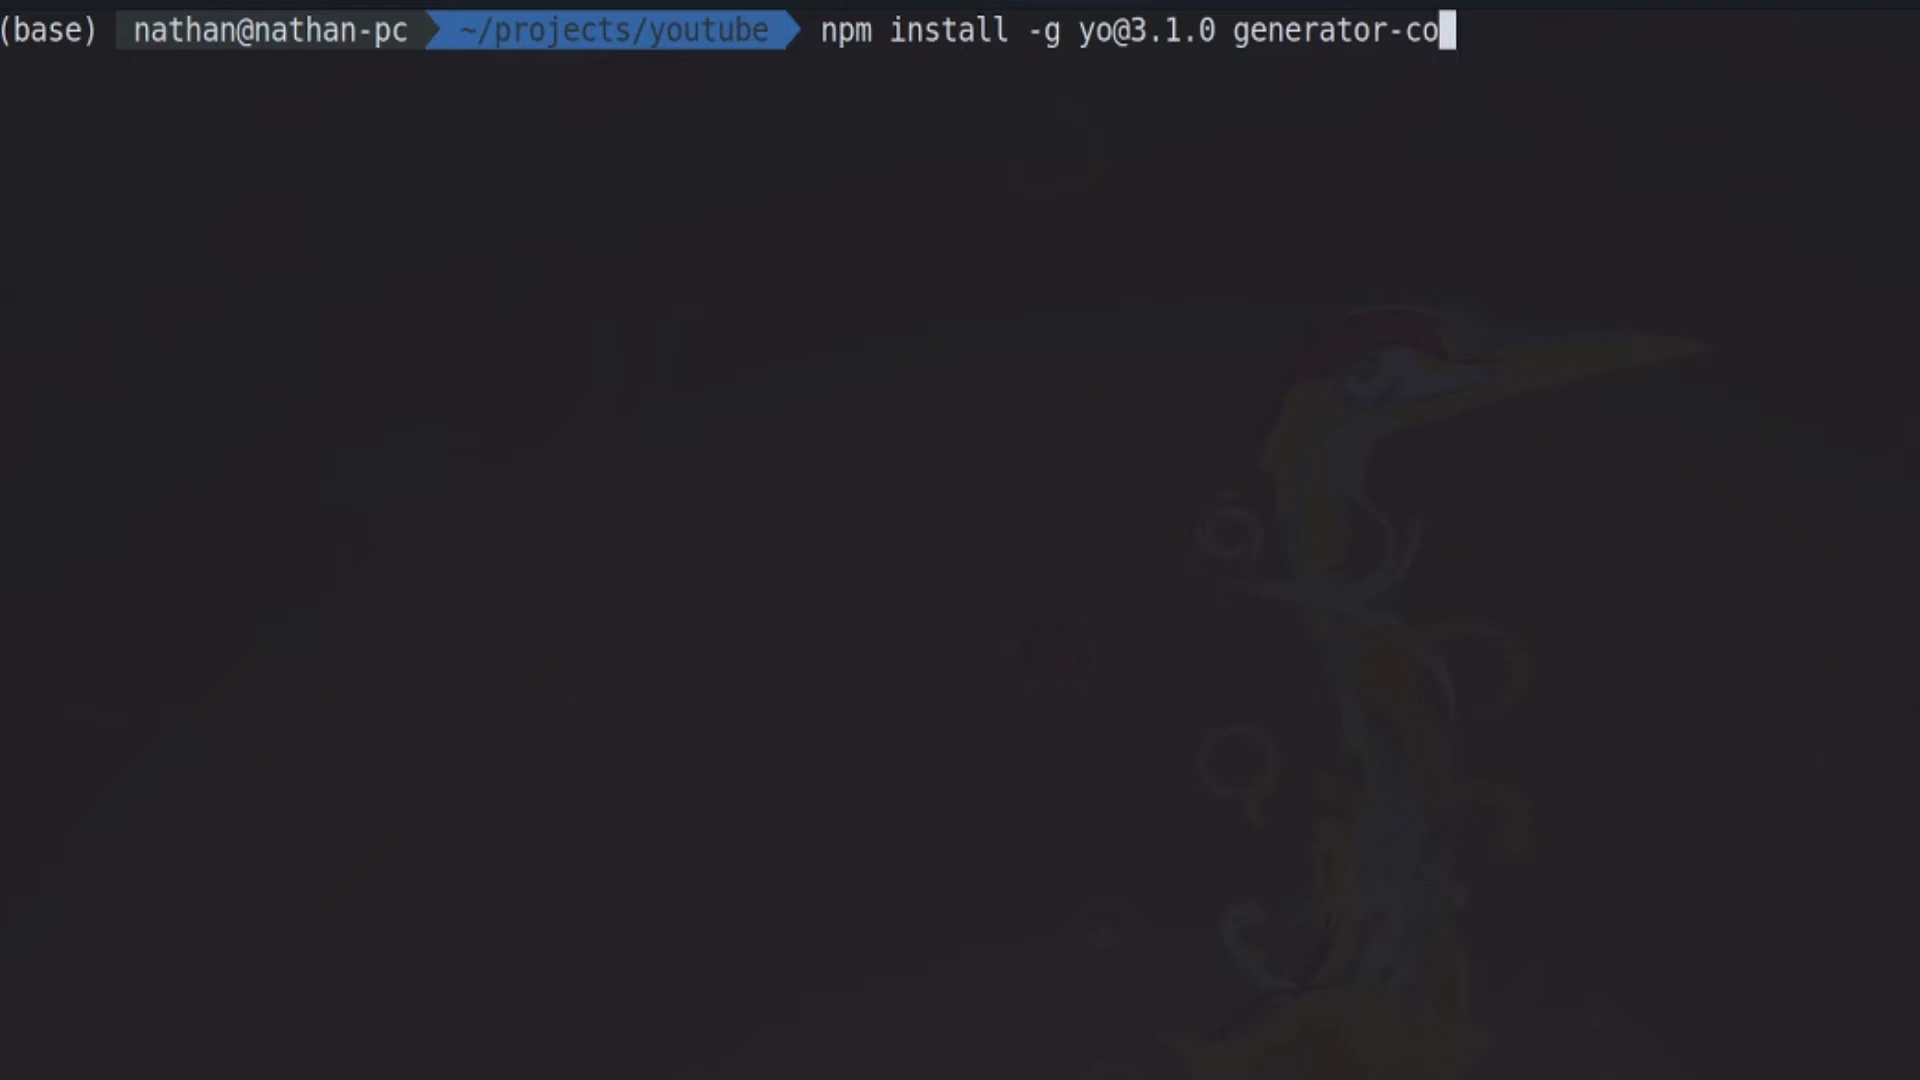 (base) nathan@nathan-pc ~/projects/youtube npm install -g yo@3.1.0 generator-co